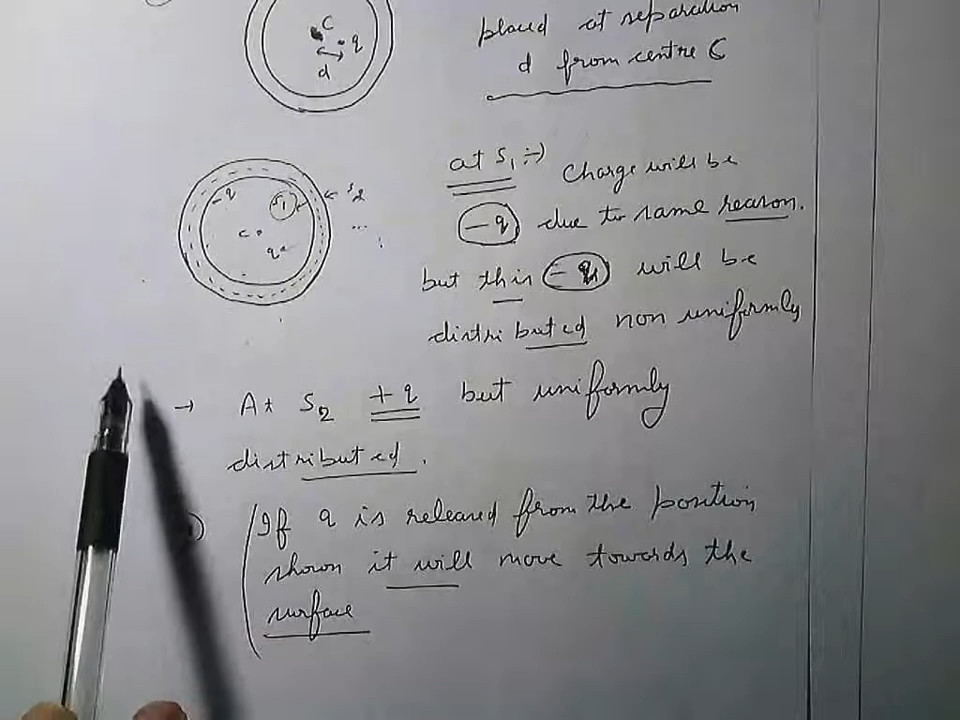 C
q
d
placed at separation
d from centre C
-q
S1
S2
C
q
at S1 :-) Charge will be
-q due to same reason.
but this -q will be
distributed non uniformly
→ At S2 +q but uniformly
distributed.
If q is released from the position
shown it will move towards the
surface